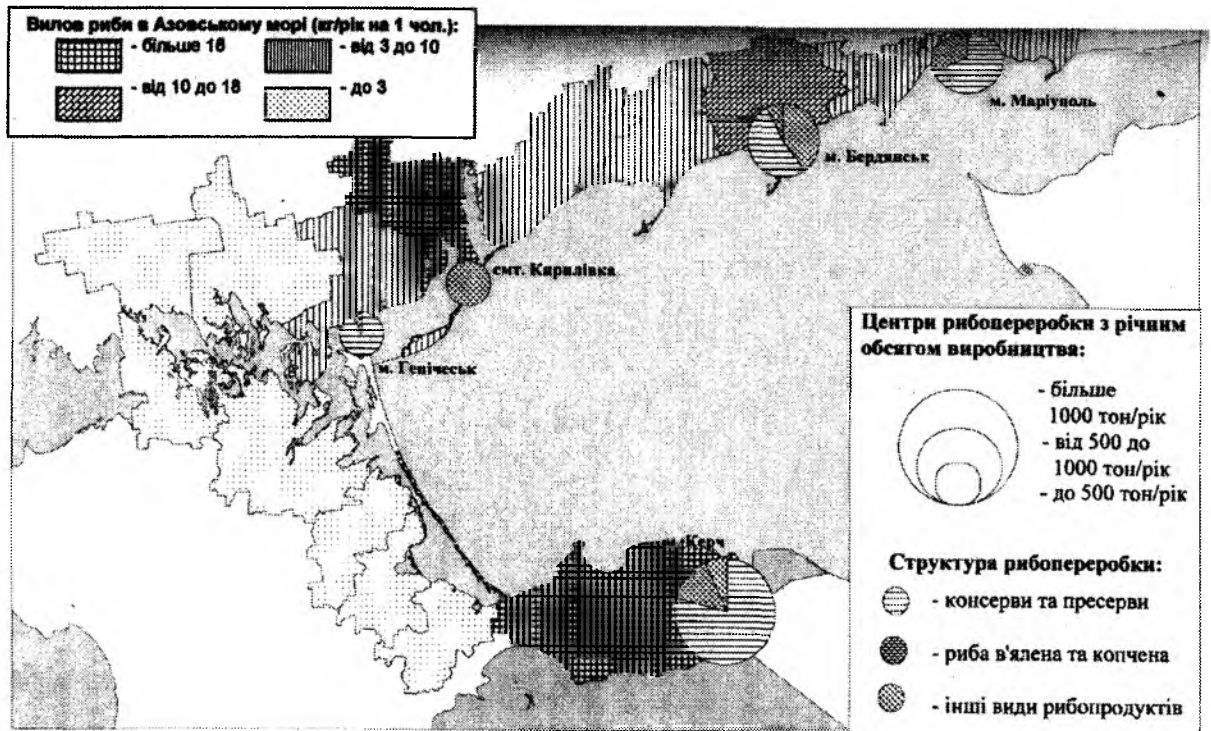 Вилов риби в Азовському морі (кг/рік на 1 чол.):
- більше 18
- від 3 до 10
- від 10 до 18
- до 3
м. Маріуполь
м. Бердянськ
смт. Кирилівка
м. Генічеськ
м. Керч
Центри рибопереробки з річним
обсягом виробництва:
- більше
1000 тон/рік
- від 500 до
1000 тон/рік
- до 500 тон/рік
Структура рибопереробки:
- консерви та пресерви
- риба в'ялена та копчена
- інші види рибопродуктів